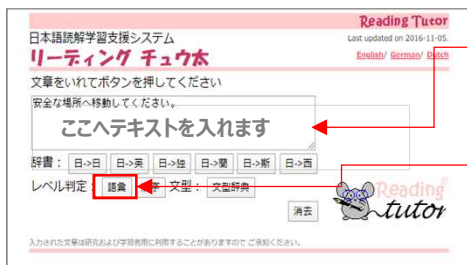 Reading Tutor
日本語読解学習支援システム
Last updated on 2016-11-05.
リーディング チュウ太
English/ German/ Dutch
文章をいれてボタンを押してください
安全な場所へ移動してください。
ここへテキストを入れます
辞書： 日->日 日->英 日->独 日->蘭 日->斯 日->西
レベル判定： 語彙 漢字 文型： 文型辞典
消去
Reading
tutor
入力された文章は研究および学習者用に利用することがありますので ご承知ください。